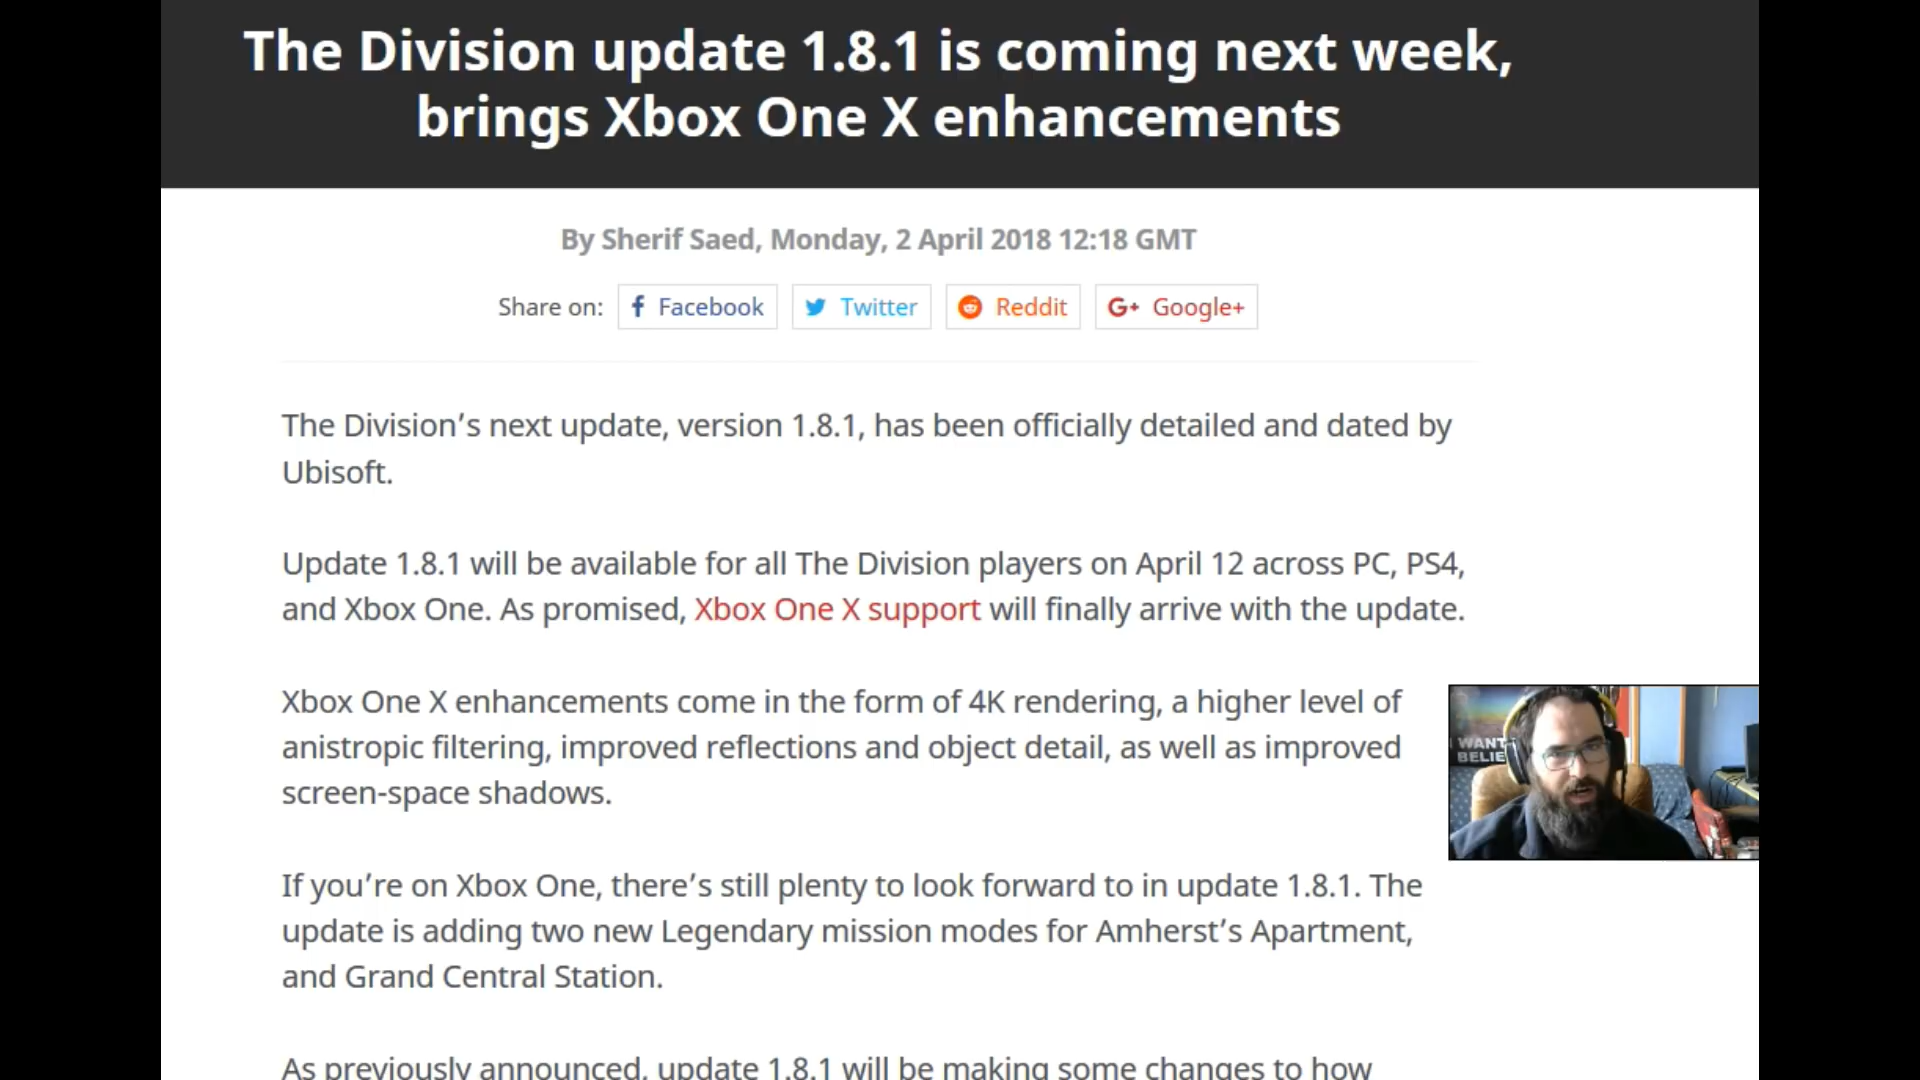 The Division update 1.8.1 is coming next week,
brings Xbox One X enhancements
By Sherif Saed, Monday, 2 April 2018 12:18 GMT
Share on: Facebook Twitter Reddit G+ Google+
The Division’s next update, version 1.8.1, has been officially detailed and dated by
Ubisoft.
Update 1.8.1 will be available for all The Division players on April 12 across PC, PS4,
and Xbox One. As promised, Xbox One X support will finally arrive with the update.
Xbox One X enhancements come in the form of 4K rendering, a higher level of
anistropic filtering, improved reflections and object detail, as well as improved
screen-space shadows.
I WANT
BELIE
If you’re on Xbox One, there’s still plenty to look forward to in update 1.8.1. The
update is adding two new Legendary mission modes for Amherst’s Apartment,
and Grand Central Station.
As previously announced, update 1.8.1 will be making some changes to how